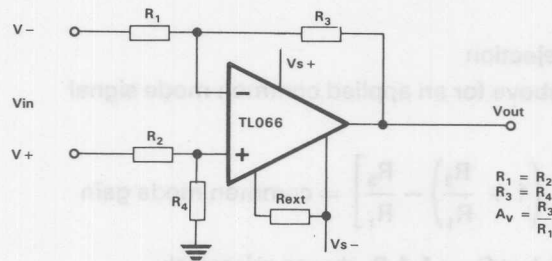 V-
R1
R3
Vs+
Vin
TL066
Vout
V+
R2
+
R4
Rext
Vs-
R1 = R2
R3 = R4
Av = R3
R1